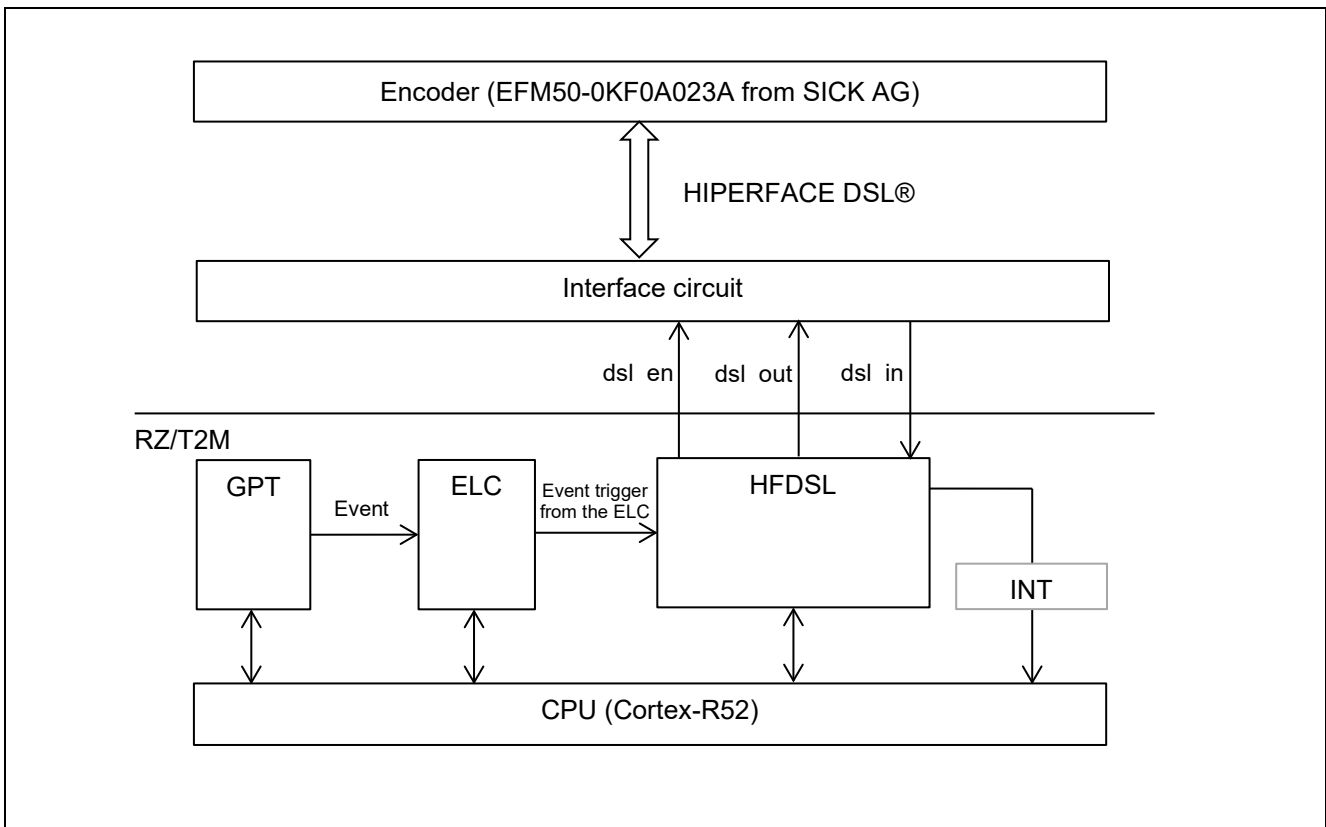 Encoder (EFM50-0KF0A023A from SICK AG)
HIPERFACE DSL®
Interface circuit
dsl en
dsl out
dsl in
RZ/T2M
GPT
Event
ELC
Event trigger
from the ELC
HFDSL
INT
CPU (Cortex-R52)